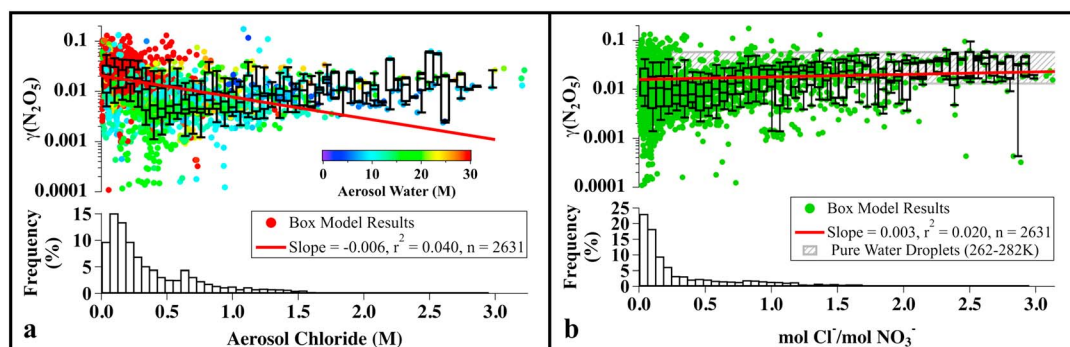 0.1
0.01
0.001
0.0001
γ(N₂O₅)
0 10 20 30
Aerosol Water (M)
15
10
5
0
Frequency
(%)
Box Model Results
Slope = -0.006, r² = 0.040, n = 2631
0.0 0.5 1.0 1.5 2.0 2.5 3.0
a
Aerosol Chloride (M)
0.1
0.01
0.001
0.0001
γ(N₂O₅)
25
20
15
10
5
0
Frequency
(%)
Box Model Results
Slope = 0.003, r² = 0.020, n = 2631
Pure Water Droplets (262-282K)
0.0 0.5 1.0 1.5 2.0 2.5 3.0
b
mol Cl⁻/mol NO₃⁻